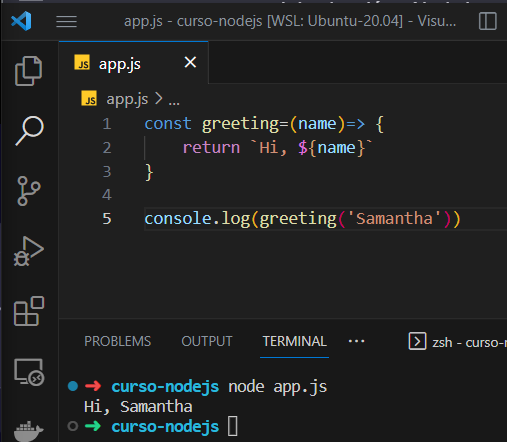 app.js - curso-nodejs [WSL: Ubuntu-20.04] - Visu...
JS app.js
JS app.js > ...
1 const greeting=(name)=> {
2 return `Hi, ${name}`
3 }
4
5 console.log(greeting('Samantha'))
PROBLEMS OUTPUT TERMINAL ... zsh - curso-
➜ curso-nodejs node app.js
Hi, Samantha
➜ curso-nodejs